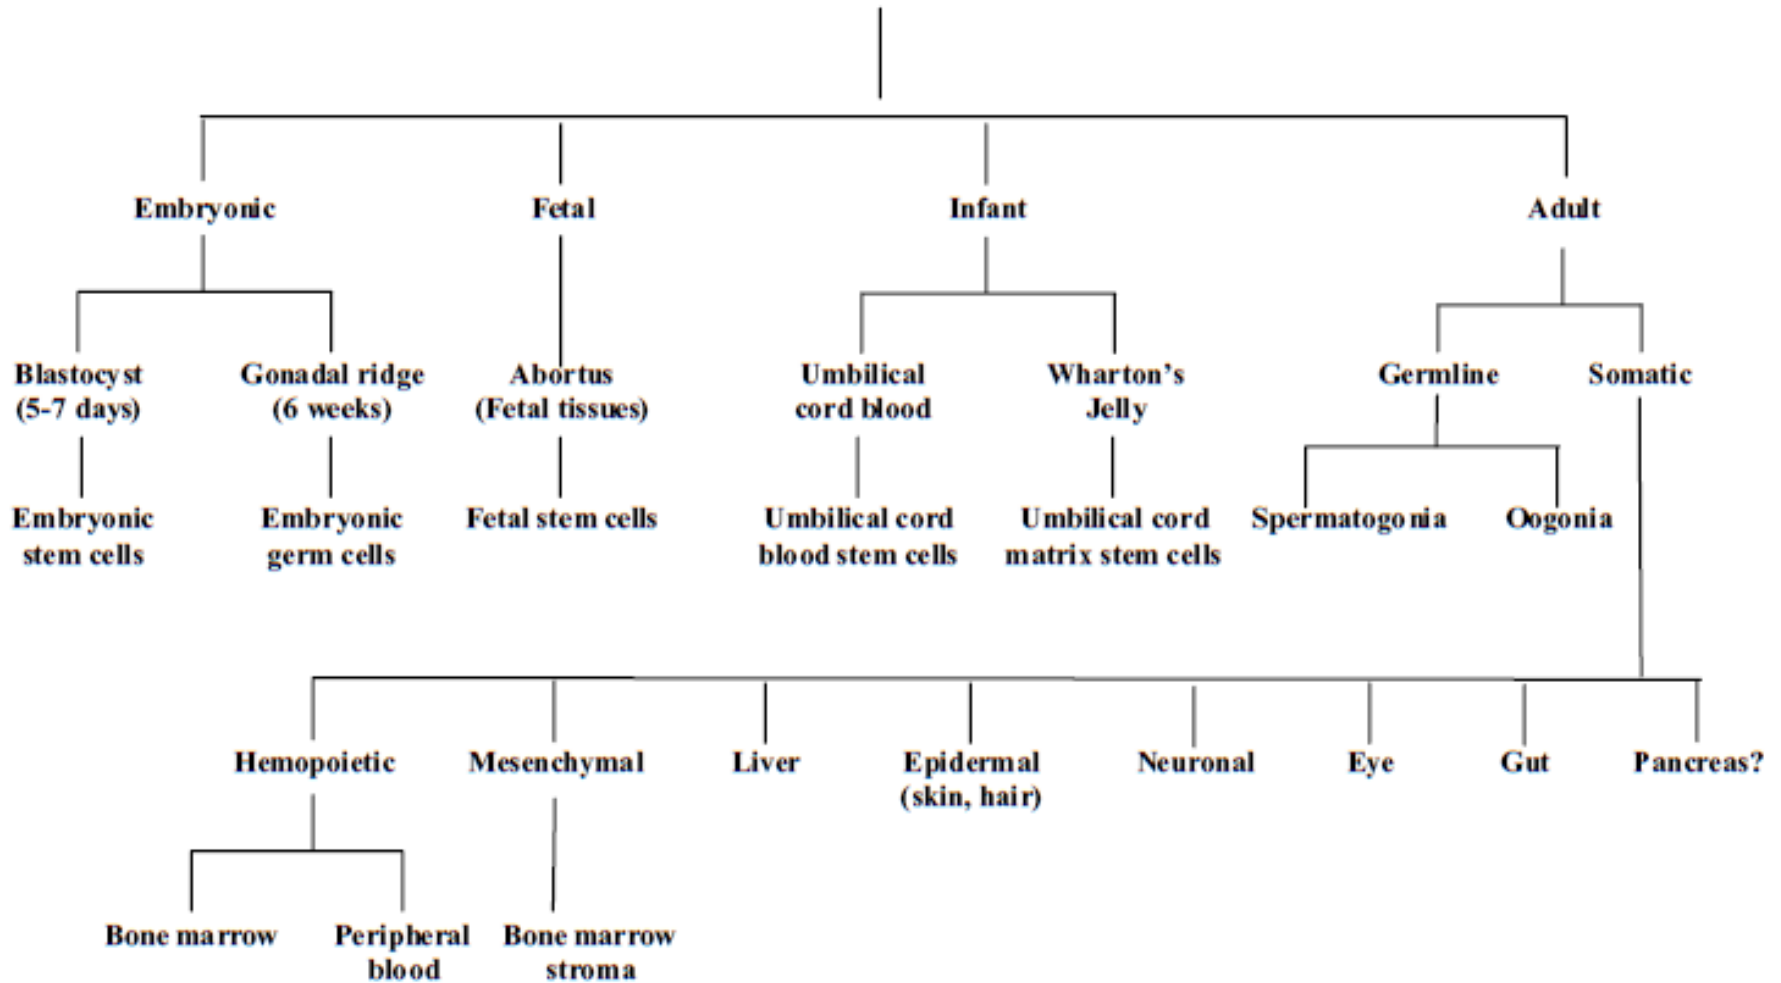 Embryonic
Fetal
Infant
Adult
Blastocyst
(5-7 days)
Gonadal ridge
(6 weeks)
Abortus
(Fetal tissues)
Umbilical
cord blood
Wharton's
Jelly
Germline
Somatic
Embryonic
stem cells
Embryonic
germ cells
Fetal stem cells
Umbilical cord
blood stem cells
Umbilical cord
matrix stem cells
Spermatogonia
Oogonia
Hemopoietic
Mesenchymal
Liver
Epidermal
(skin, hair)
Neuronal
Eye
Gut
Pancreas?
Bone marrow
Peripheral
blood
Bone marrow
stroma